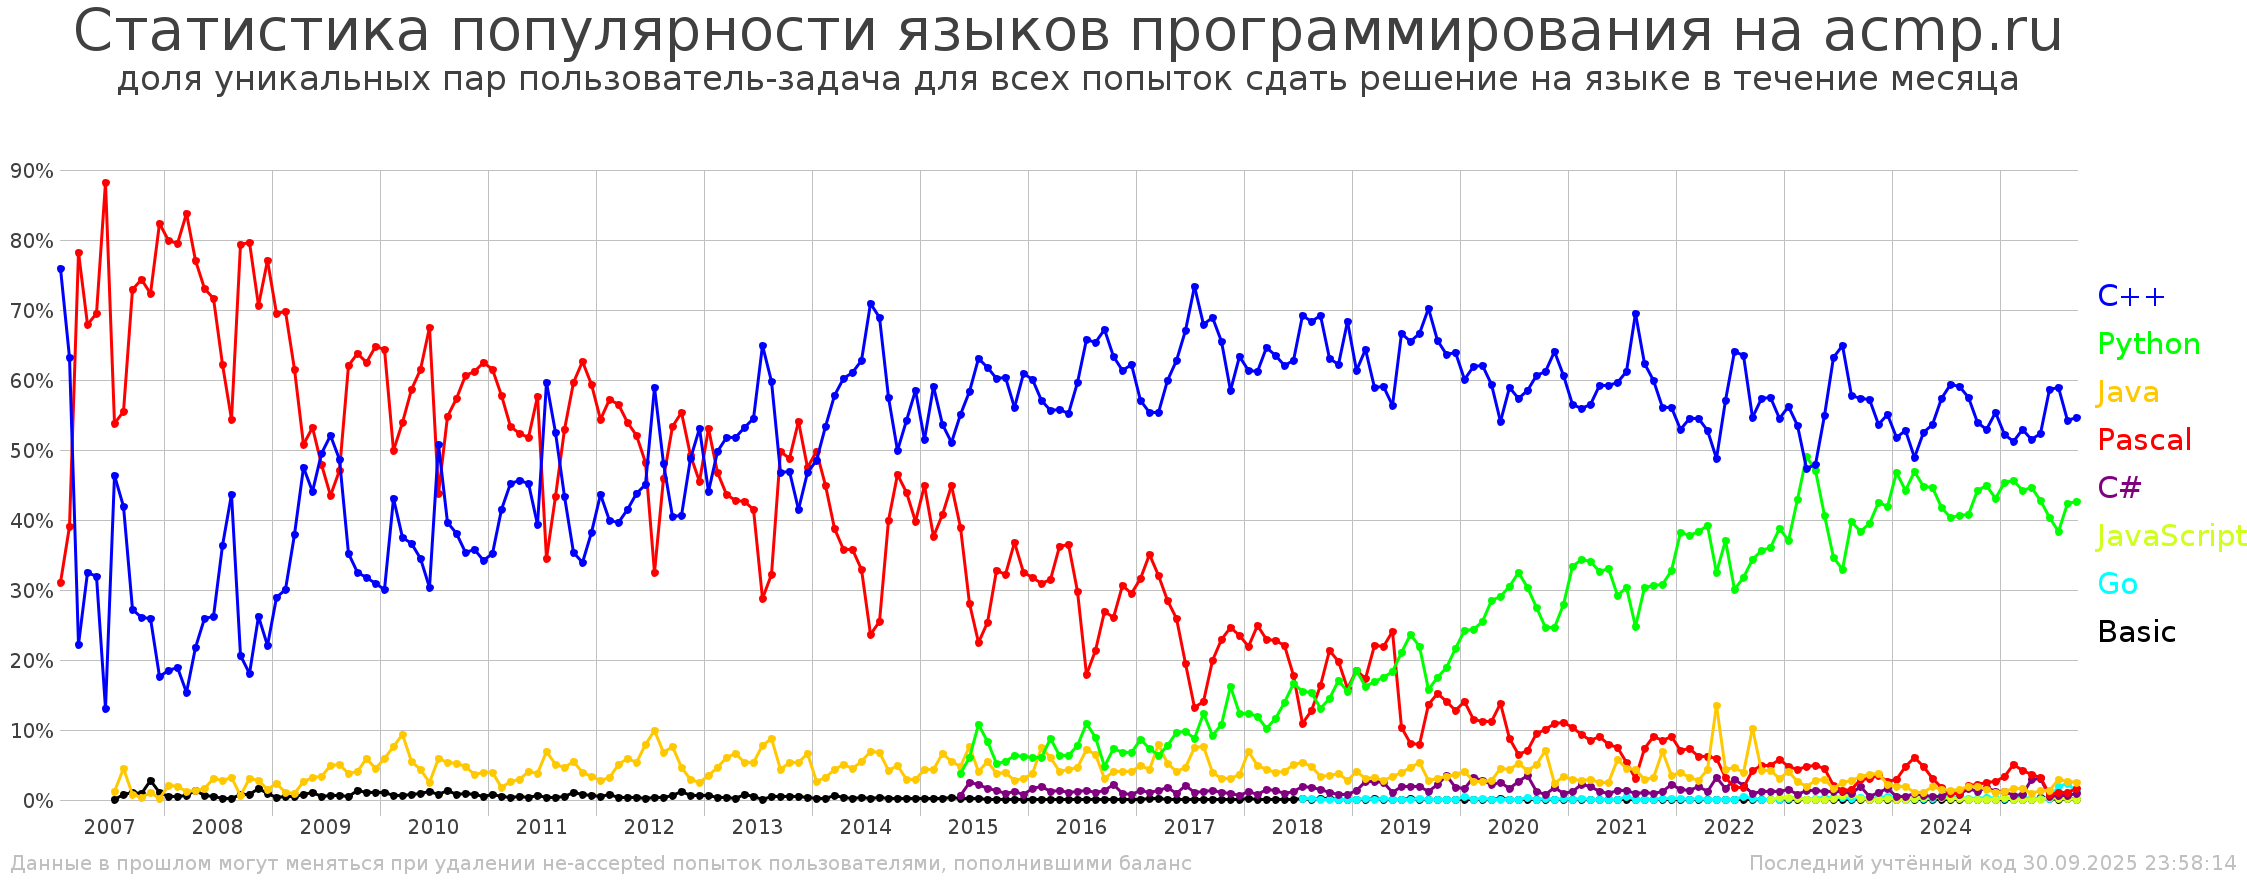 Статистика популярности языков программирования на acmp.ru
доля уникальных пар пользователь-задача для всех попыток сдать решение на языке в течение месяца
90%
80%
70%
60%
50%
40%
30%
20%
10%
0%
C++
Python
Java
Pascal
C#
JavaScript
Go
Basic
2007 2008 2009 2010 2011 2012 2013 2014 2015 2016 2017 2018 2019 2020 2021 2022 2023 2024
Данные в прошлом могут меняться при удалении не-accepted попыток пользователями, пополнившими баланс
Последний учтённый код 30.09.2025 23:58:14